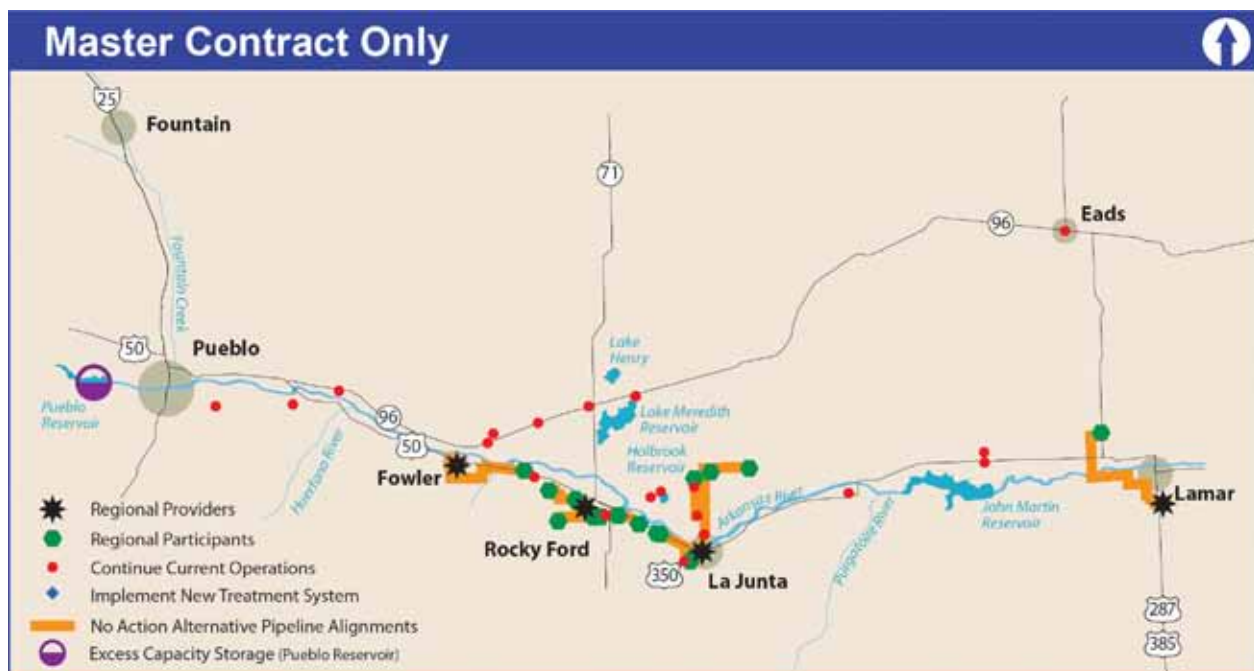 Master Contract Only
25
Fountain
Fountain Creek
71
96
Eads
50
Pueblo
Pueblo
Reservoir
Huerfano River
96
50
Fowler
Lake
Henry
Lake Meredith
Reservoir
Holbrook
Reservoir
Arkansas River
Rocky Ford
350
La Junta
Purgatoire River
John Martin
Reservoir
Lamar
287
385
Regional Providers
Regional Participants
Continue Current Operations
Implement New Treatment System
No Action Alternative Pipeline Alignments
Excess Capacity Storage (Pueblo Reservoir)